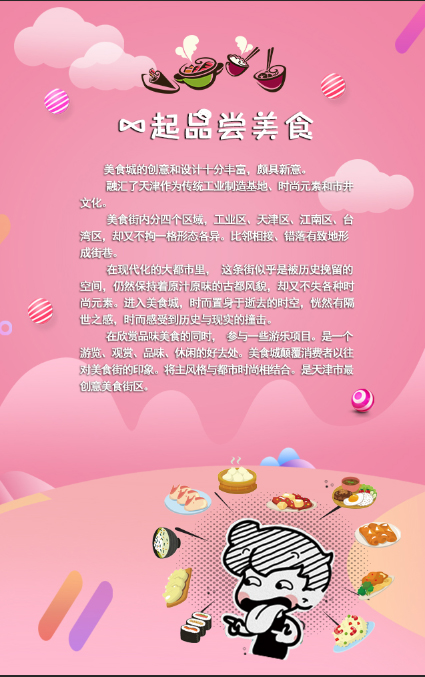 一起品尝美食
美食城的创意和设计十分丰富，颇具新意。
融汇了天津作为传统工业制造基地、时尚元素和市井
文化。
美食街内分四个区域，工业区、天津区、江南区、台
湾区，却又不拘一格形态各异。比邻相接、错落有致地形
成街巷。
在现代化的大都市里， 这条街似乎是被历史挽留的
空间，仍然保持着原汁原味的古都风貌，却又不失各种时
尚元素。进入美食城，时而置身于逝去的时空，恍然有隔
世之感，时而感受到历史与现实的撞击。
在欣赏品味美食的同时， 参与一些游乐项目。是一个
游览、观赏、品味、休闲的好去处。美食城颠覆消费者以往
对美食街的印象。将主风格与都市时尚相结合。是天津市最
创意美食街区。